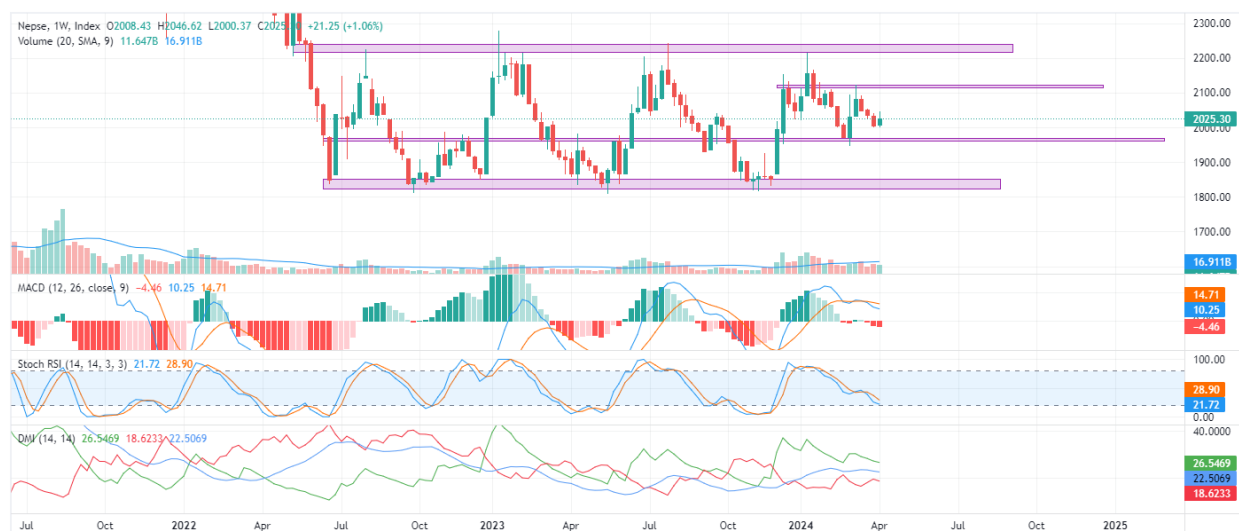 Nepse, 1W, Index O2008.43 H2046.62 L2000.37 C2025 +21.25 (+1.06%)
Volume (20, SMA, 9) 11.647B 16.911B
2300.00
2200.00
2100.00
2025.30
2000.00
1900.00
1800.00
1700.00
16.911B
MACD (12, 26, close, 9) −4.46 10.25 14.71
14.71
10.25
−4.46
Stoch RSI (14, 14, 3, 3) 21.72 28.90
100.00
28.90
21.72
0.00
DMI (14, 14) 26.5469 18.6233 22.5069
40.0000
26.5469
22.5069
18.6233
Jul Oct 2022 Apr Jul Oct 2023 Apr Jul Oct 2024 Apr Jul Oct 2025